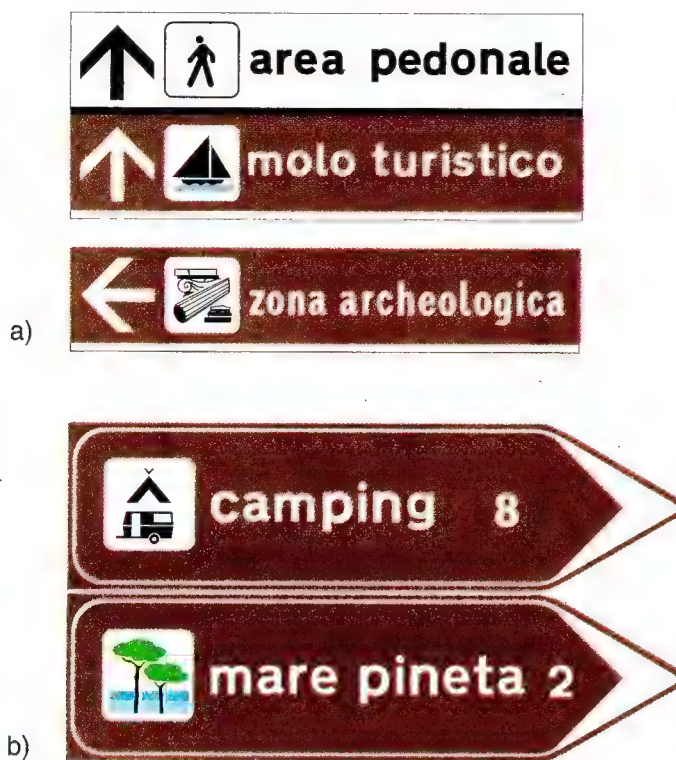 area pedonale
molo turistico
a) zona archeologica
camping 8
b) mare pineta 2